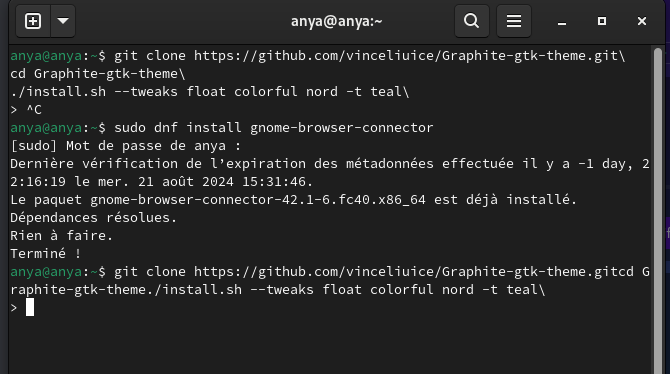 anya@anya:~
anya@anya:~$ git clone https://github.com/vinceliuice/Graphite-gtk-theme.git\
cd Graphite-gtk-theme\
./install.sh --tweaks float colorful nord -t teal\
> ^C
anya@anya:~$ sudo dnf install gnome-browser-connector
[sudo] Mot de passe de anya :
Dernière vérification de l’expiration des métadonnées effectuée il y a -1 day, 2
2:16:19 le mer. 21 août 2024 15:31:46.
Le paquet gnome-browser-connector-42.1-6.fc40.x86_64 est déjà installé.
Dépendances résolues.
Rien à faire.
Terminé !
anya@anya:~$ git clone https://github.com/vinceliuice/Graphite-gtk-theme.gitcd G
raphite-gtk-theme./install.sh --tweaks float colorful nord -t teal\
>